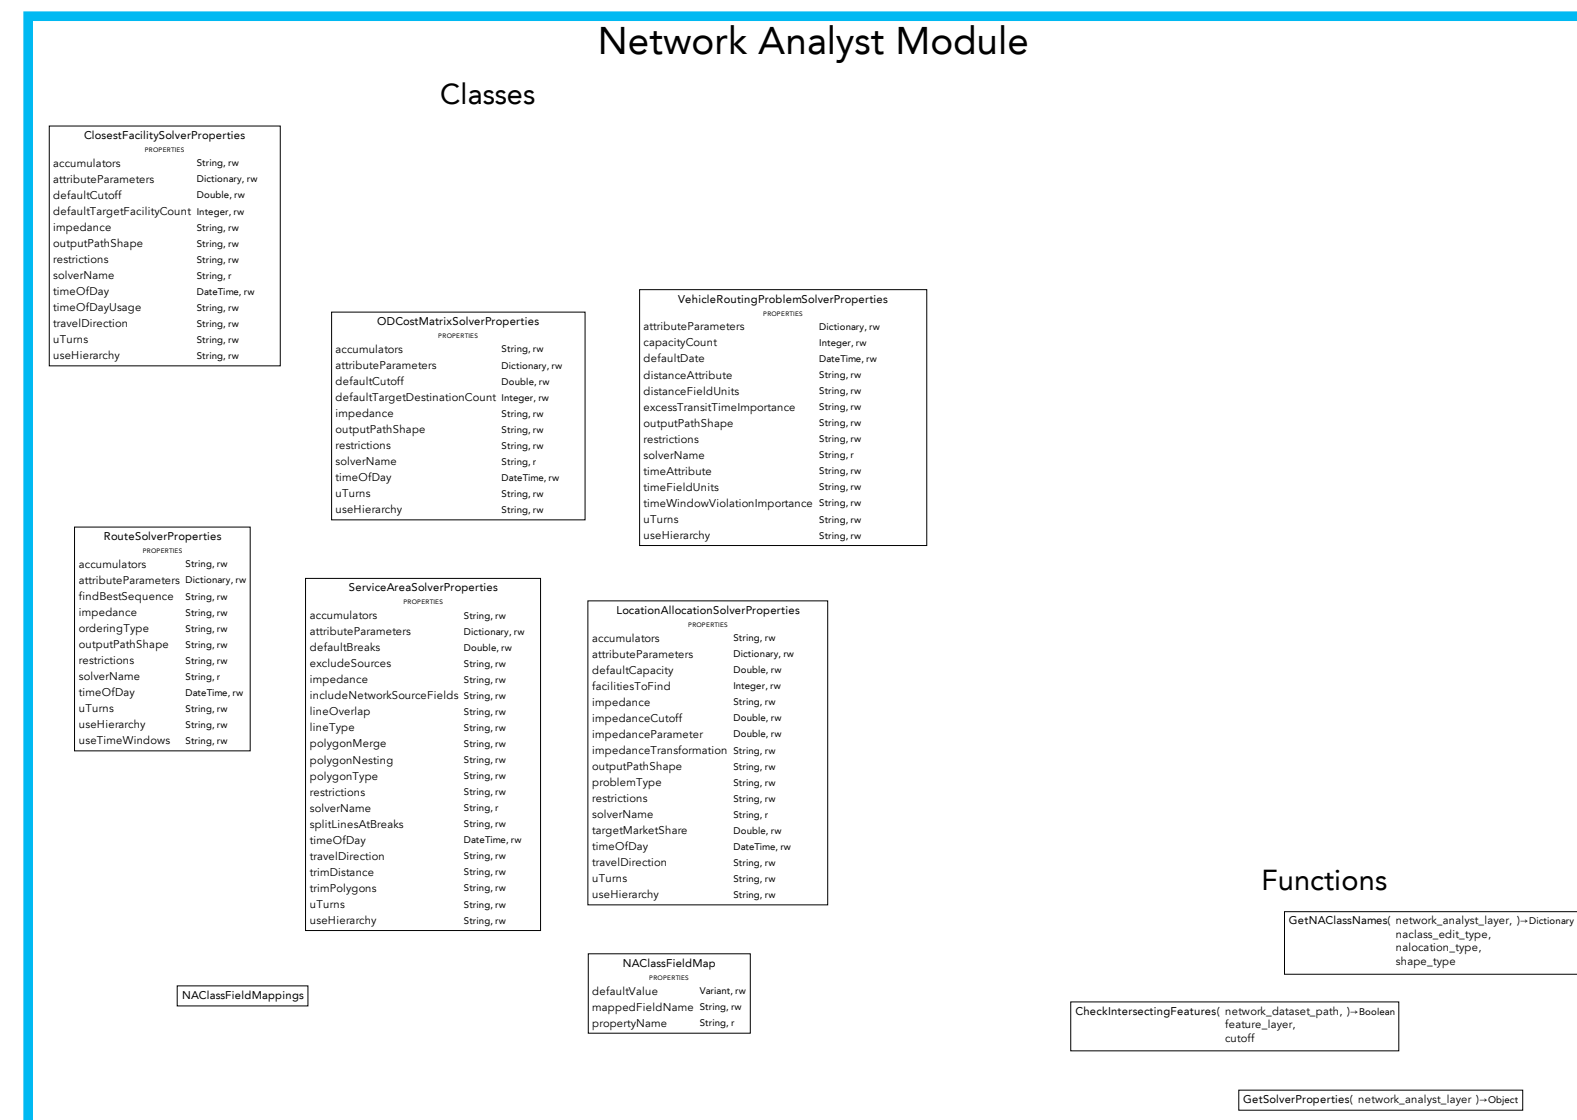 Network Analyst Module
Classes
ClosestFacilitySolverProperties
PROPERTIES
accumulators String, rw
attributeParameters Dictionary, rw
defaultCutoff Double, rw
defaultTargetFacilityCount Integer, rw
impedance String, rw
outputPathShape String, rw
restrictions String, rw
solverName String, r
timeOfDay DateTime, rw
timeOfDayUsage String, rw
travelDirection String, rw
uTurns String, rw
useHierarchy String, rw
ODCostMatrixSolverProperties
PROPERTIES
accumulators String, rw
attributeParameters Dictionary, rw
defaultCutoff Double, rw
defaultTargetDestinationCount Integer, rw
impedance String, rw
outputPathShape String, rw
restrictions String, rw
solverName String, r
timeOfDay DateTime, rw
uTurns String, rw
useHierarchy String, rw
VehicleRoutingProblemSolverProperties
PROPERTIES
attributeParameters Dictionary, rw
capacityCount Integer, rw
defaultDate DateTime, rw
distanceAttribute String, rw
distanceFieldUnits String, rw
excessTransitTimeImportance String, rw
outputPathShape String, rw
restrictions String, rw
solverName String, r
timeAttribute String, rw
timeFieldUnits String, rw
timeWindowViolationImportance String, rw
uTurns String, rw
useHierarchy String, rw
RouteSolverProperties
PROPERTIES
accumulators String, rw
attributeParameters Dictionary, rw
findBestSequence String, rw
impedance String, rw
orderingType String, rw
outputPathShape String, rw
restrictions String, rw
solverName String, r
timeOfDay DateTime, rw
uTurns String, rw
useHierarchy String, rw
useTimeWindows String, rw
ServiceAreaSolverProperties
PROPERTIES
accumulators String, rw
attributeParameters Dictionary, rw
defaultBreaks Double, rw
excludeSources String, rw
impedance String, rw
includeNetworkSourceFields String, rw
lineOverlap String, rw
lineType String, rw
polygonMerge String, rw
polygonNesting String, rw
polygonType String, rw
restrictions String, rw
solverName String, r
splitLinesAtBreaks String, rw
timeOfDay DateTime, rw
travelDirection String, rw
trimDistance String, rw
trimPolygons String, rw
uTurns String, rw
useHierarchy String, rw
LocationAllocationSolverProperties
PROPERTIES
accumulators String, rw
attributeParameters Dictionary, rw
defaultCapacity Double, rw
facilitiesToFind Integer, rw
impedance String, rw
impedanceCutoff Double, rw
impedanceParameter Double, rw
impedanceTransformation String, rw
outputPathShape String, rw
problemType String, rw
restrictions String, rw
solverName String, r
targetMarketShare Double, rw
timeOfDay DateTime, rw
travelDirection String, rw
uTurns String, rw
useHierarchy String, rw
NAClassFieldMappings
NAClassFieldMap
PROPERTIES
defaultValue Variant, rw
mappedFieldName String, rw
propertyName String, r
Functions
GetNAClassNames( network_analyst_layer, )→Dictionary
naclass_edit_type,
nalocation_type,
shape_type
CheckIntersectingFeatures( network_dataset_path, )→Boolean
feature_layer,
cutoff
GetSolverProperties( network_analyst_layer )→Object